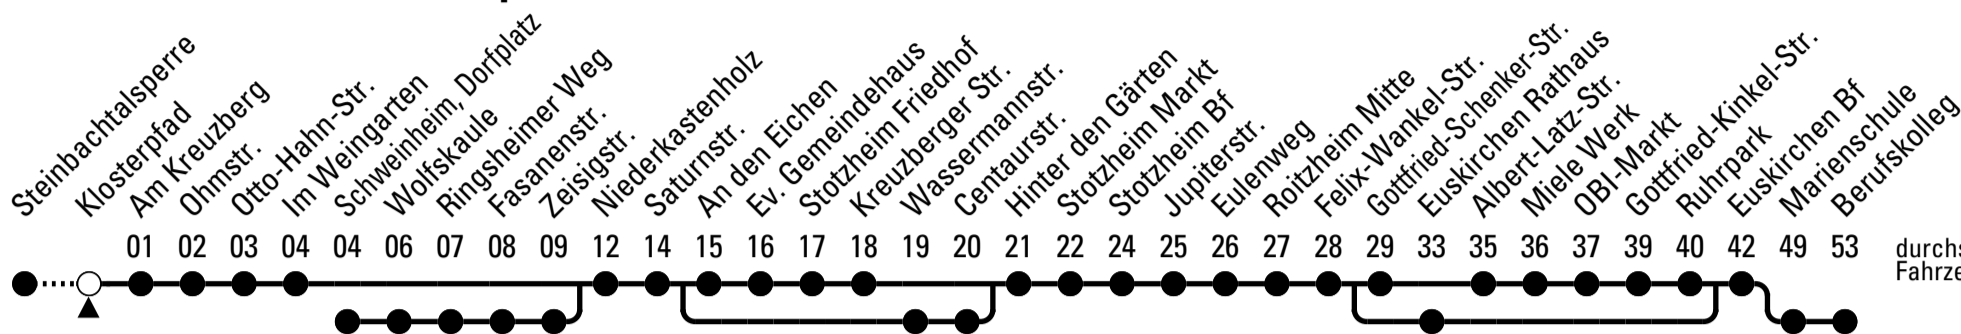 Steinbachtalsperre
Klosterpfad
Am Kreuzberg
Ohmstr.
Otto-Hahn-Str.
Im Weingarten
Schweinheim, Dorfplatz
Wolfskaule
Ringsheimer Weg
Fasanenstr.
Zeisigstr.
Niederkastenholz
Saturnstr.
An den Eichen
Ev. Gemeindehaus
Stotzheim Friedhof
Kreuzberger Str.
Wassermannstr.
Centaurstr.
Hinter den Gärten
Stotzheim Markt
Stotzheim Bf
Jupiterstr.
Eulenweg
Roitzheim Mitte
Felix-Wankel-Str.
Gottfried-Schenker-Str.
Euskirchen Rathaus
Albert-Latz-Str.
Miele Werk
OBI-Markt
Gottfried-Kinkel-Str.
Ruhrpark
Euskirchen Bf
Marienschule
Berufskolleg
01 02 03 04 04 06 07 08 09 12 14 15 16 17 18 19 20 21 22 24 25 26 27 28 29 33 35 36 37 39 40 42 49 53